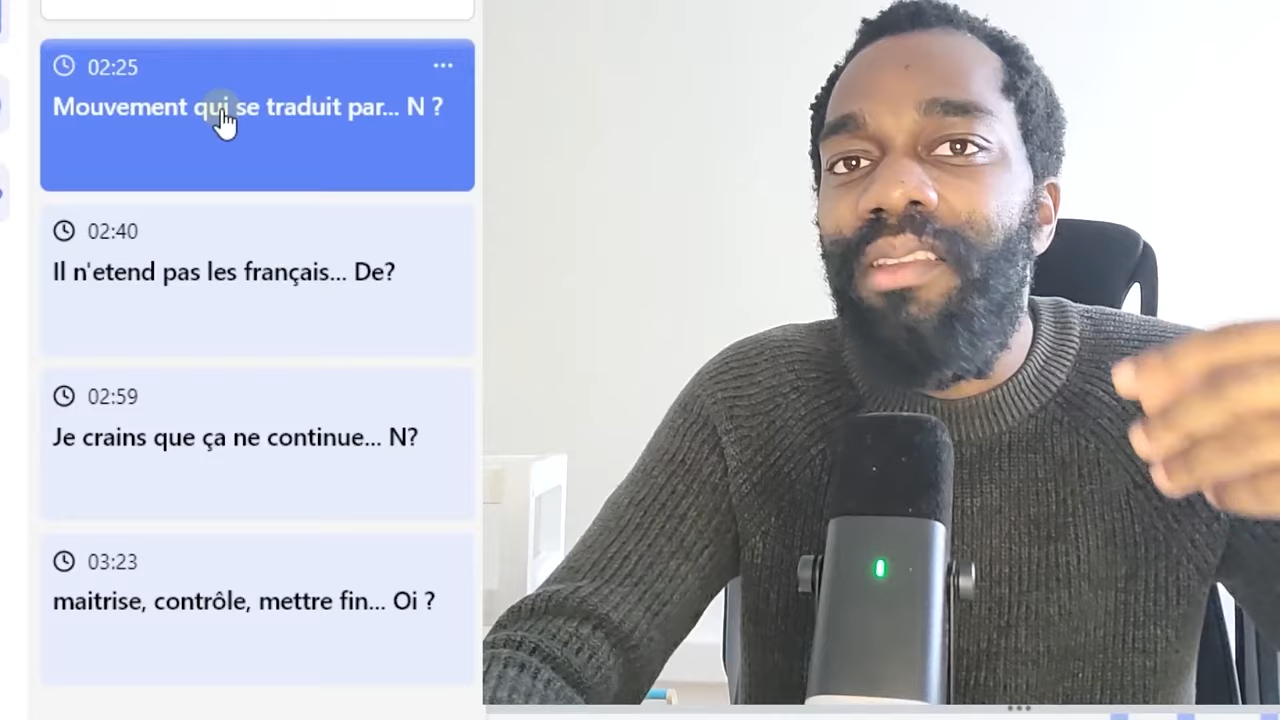 02:25
Mouvement qui se traduit par... N ?
02:40
Il n'etend pas les français... De?
02:59
Je crains que ça ne continue... N?
03:23
maitrise, contrôle, mettre fin... Oi ?